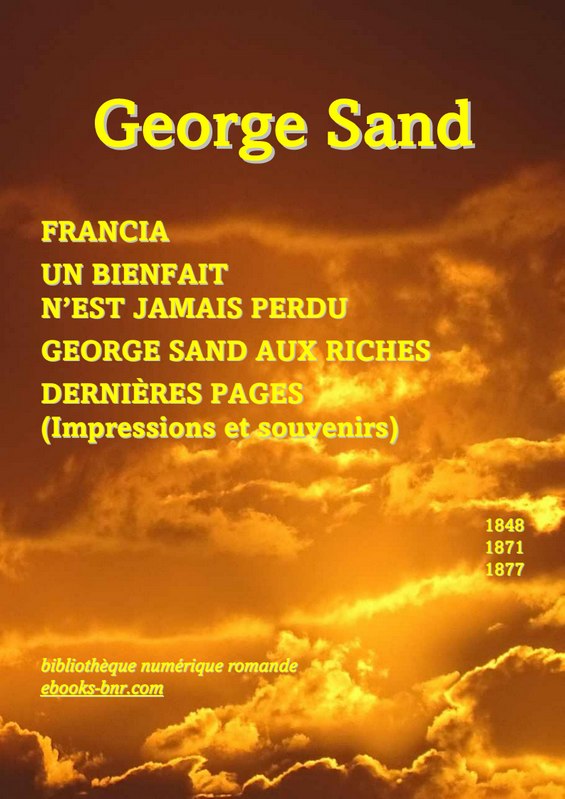 George Sand
FRANCIA
UN BIENFAIT
N’EST JAMAIS PERDU
GEORGE SAND AUX RICHES
DERNIÈRES PAGES
(Impressions et souvenirs)
1848
1871
1877
bibliothèque numérique romande
ebooks-bnr.com